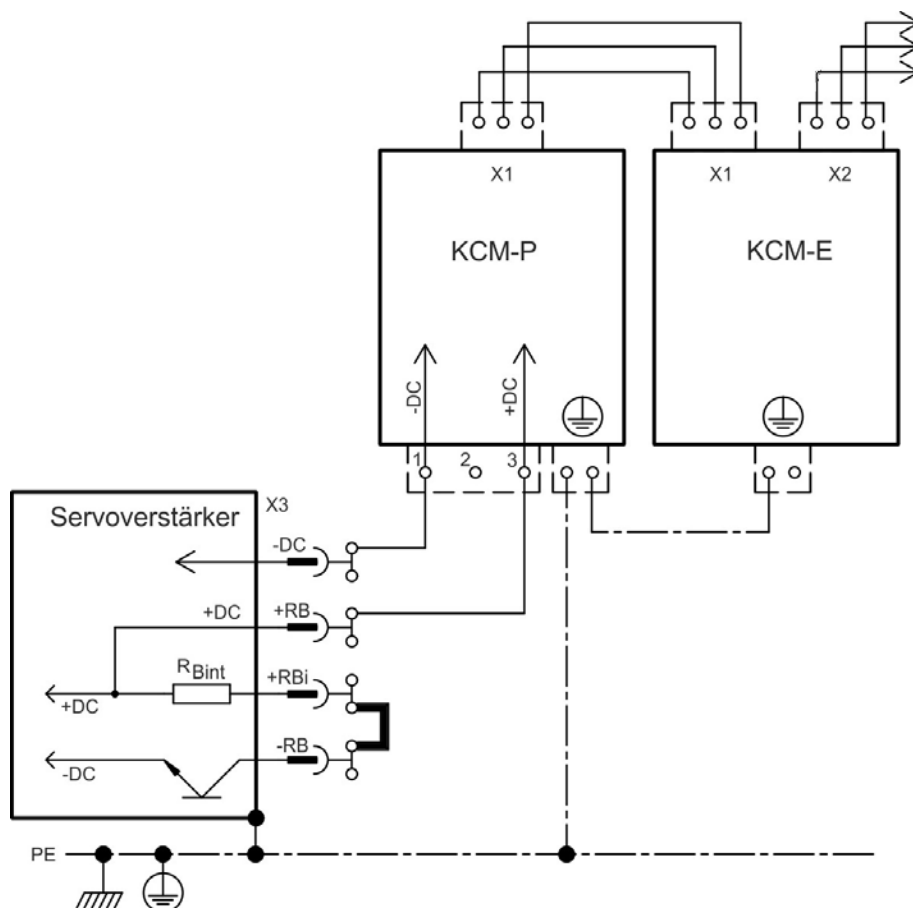 X1
X1
X2
KCM-P
KCM-E
-DC
+DC
1
2
3
Servoverstärker
X3
-DC
+DC
+RB
RBint
+RBi
+DC
-RB
-DC
PE